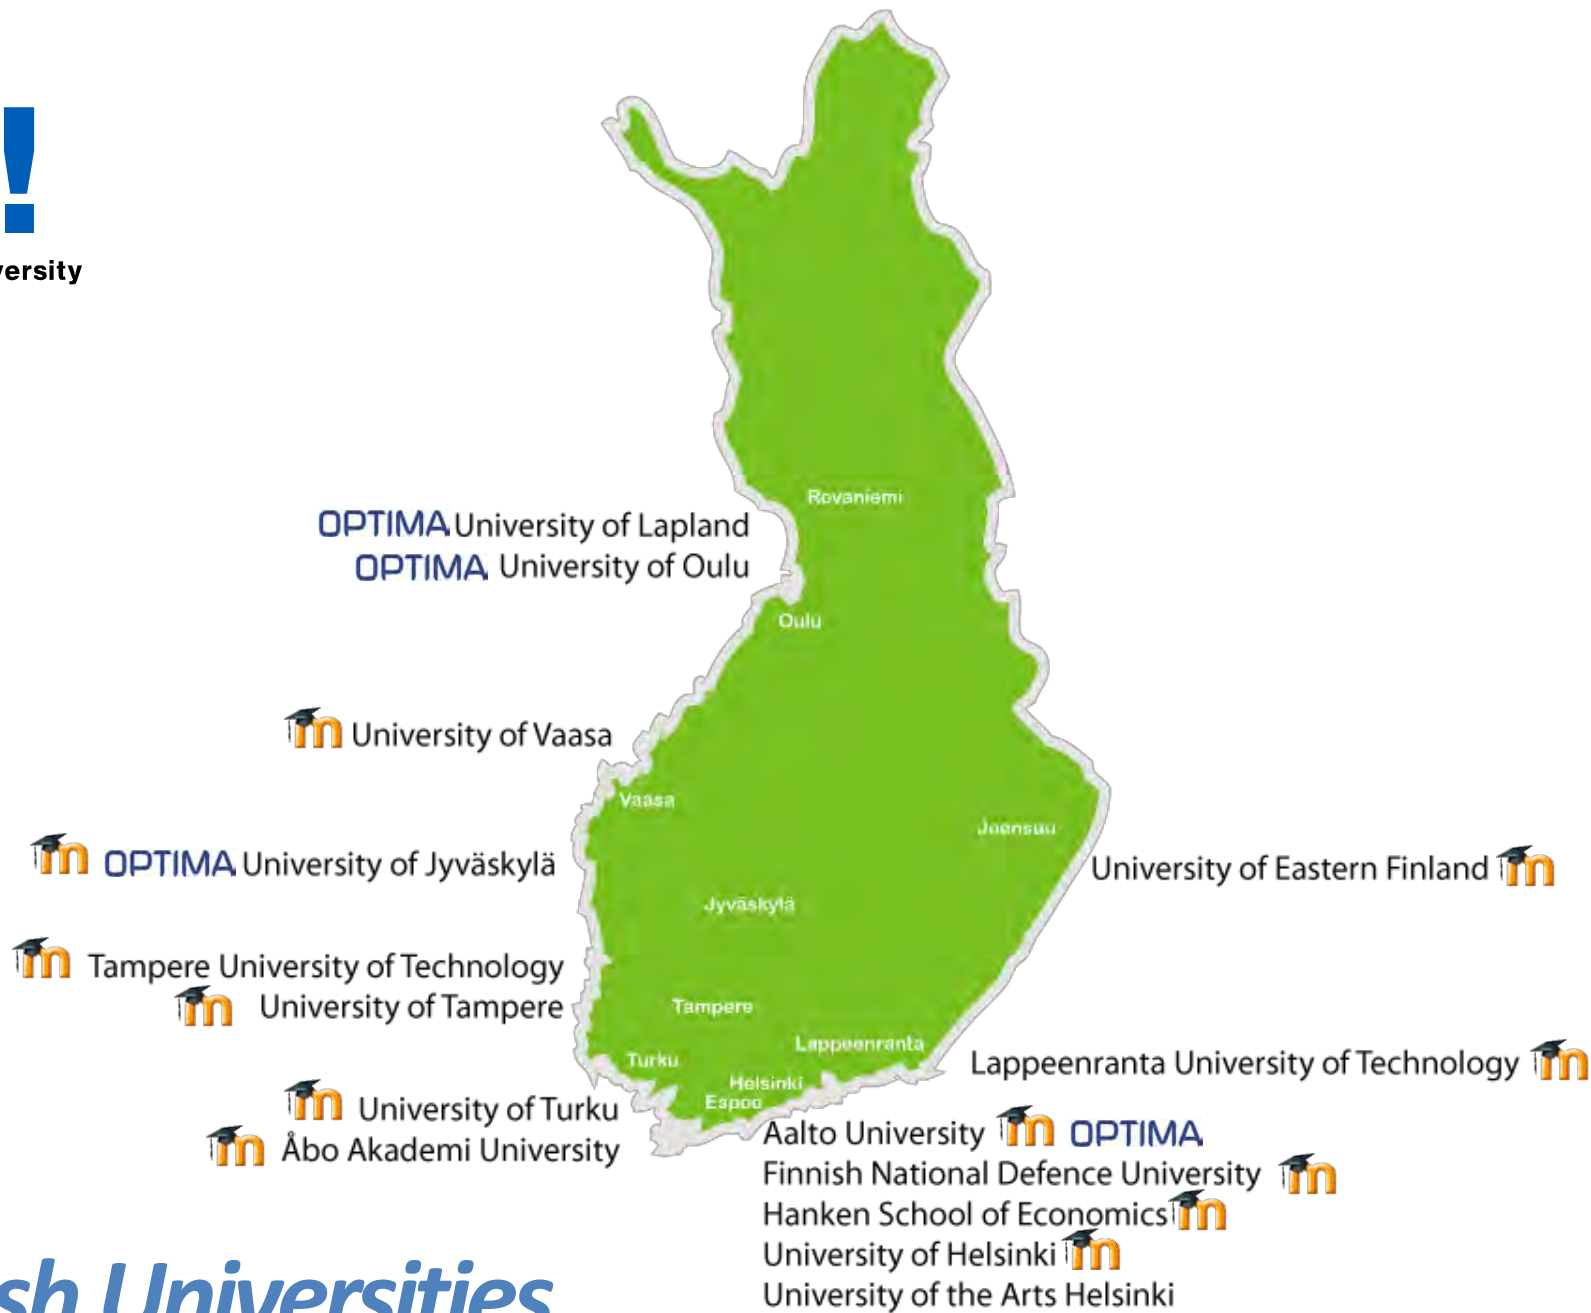 !
versity
Rovaniemi
OPTIMA University of Lapland
OPTIMA University of Oulu
Oulu
m University of Vaasa
Vaasa
Joensuu
m OPTIMA University of Jyväskylä
University of Eastern Finland m
Jyväskylä
m Tampere University of Technology
m University of Tampere
Tampere
Lappeenranta
Turku
Lappeenranta University of Technology m
Helsinki
Espoo
m University of Turku
m Åbo Akademi University
Aalto University m OPTIMA
Finnish National Defence University m
Hanken School of Economics m
University of Helsinki m
University of the Arts Helsinki
sh Universities